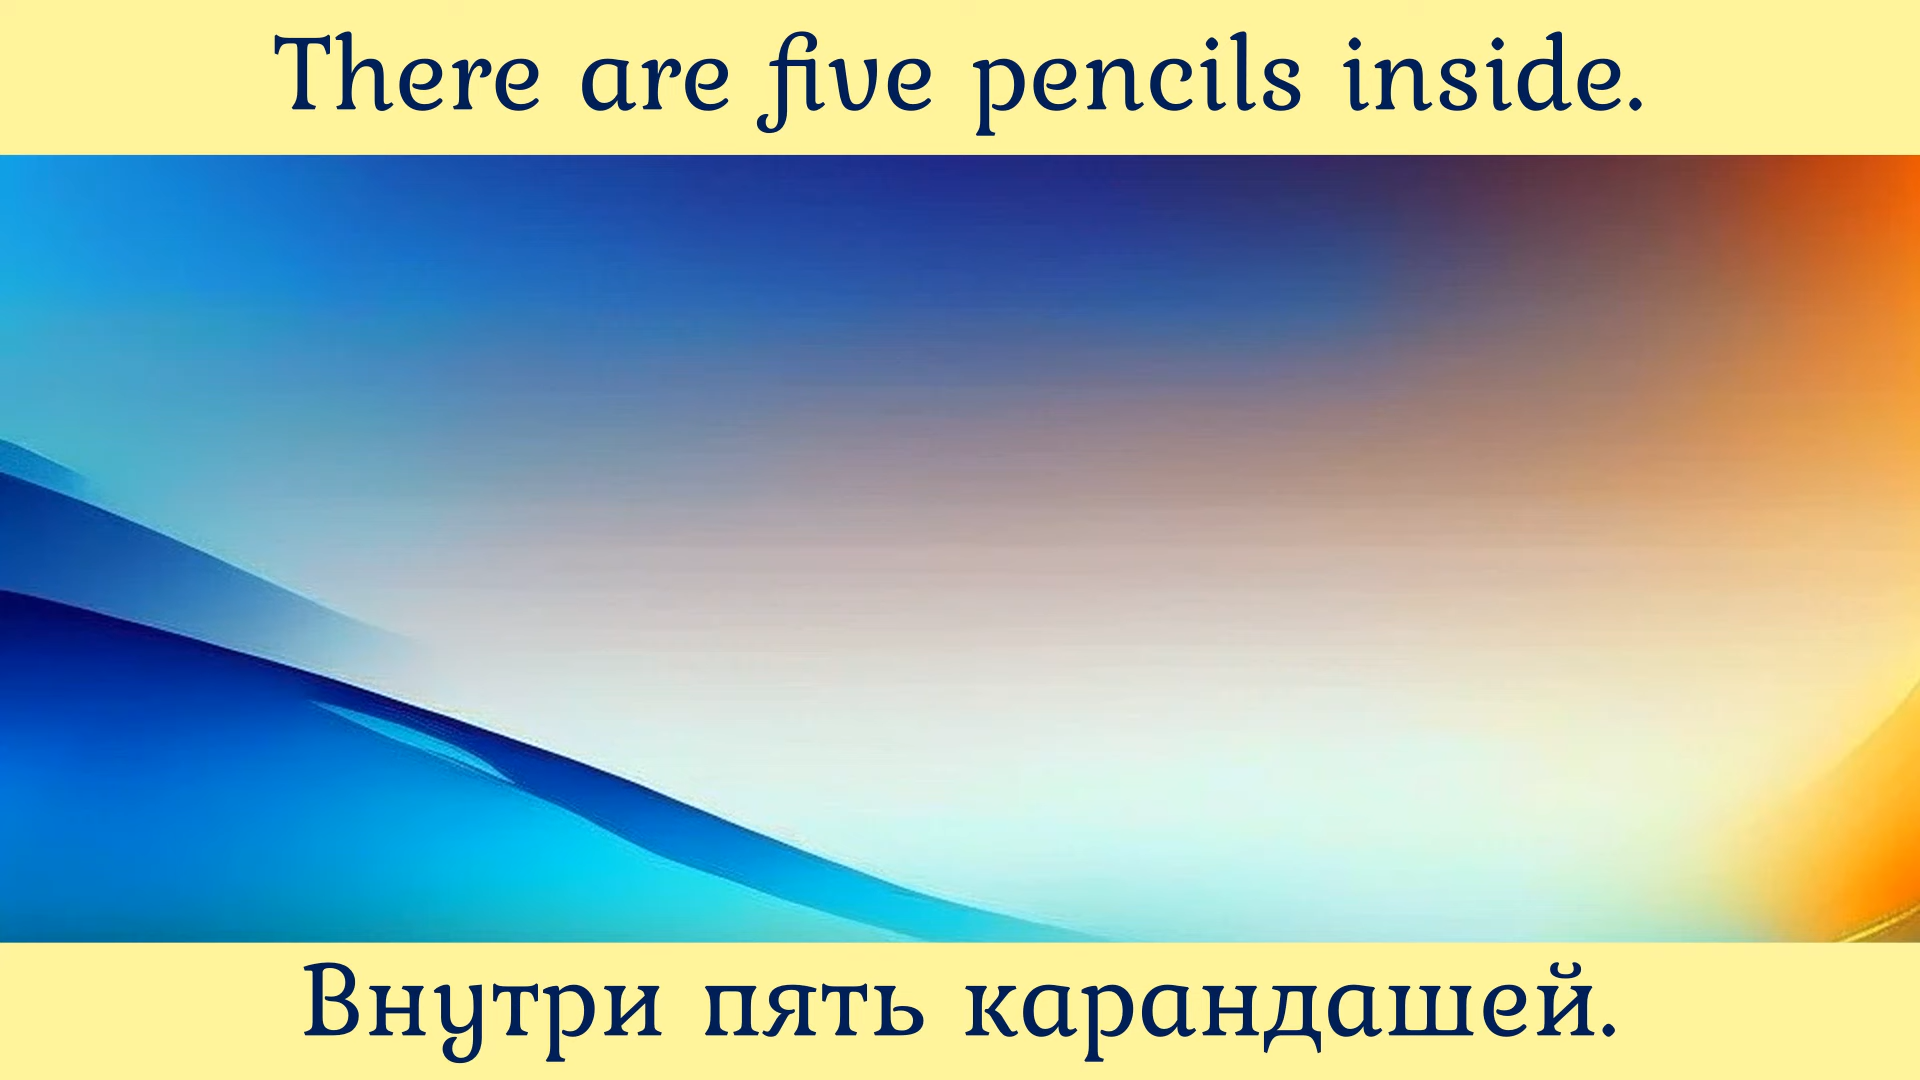 There are five pencils inside.
Внутри пять карандашей.